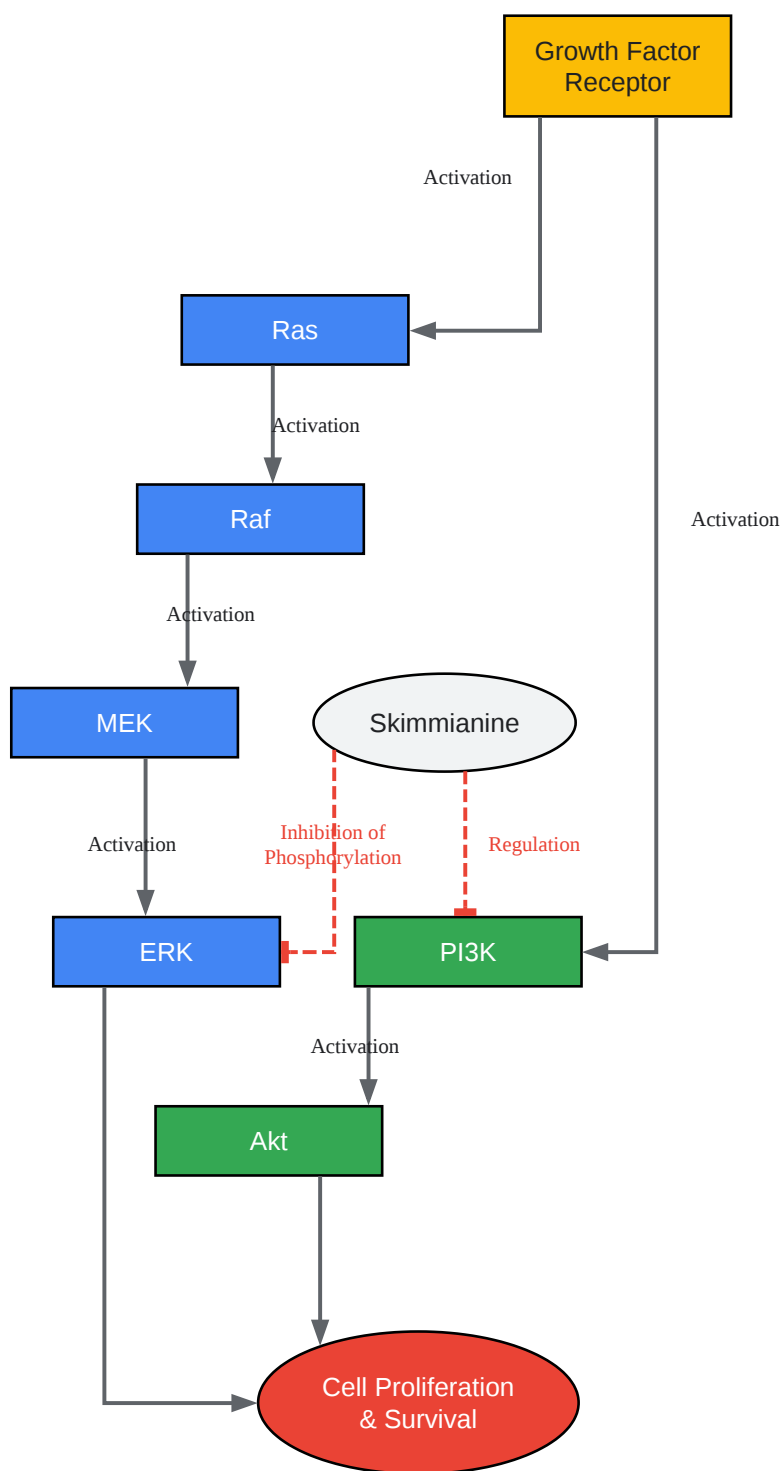 Growth Factor
Receptor
Activation
Ras
Activation
Raf
Activation
Activation
MEK
Skimmianine
Activation
Inhibition of
Phosphorylation
Regulation
ERK
PI3K
Activation
Akt
Cell Proliferation
& Survival